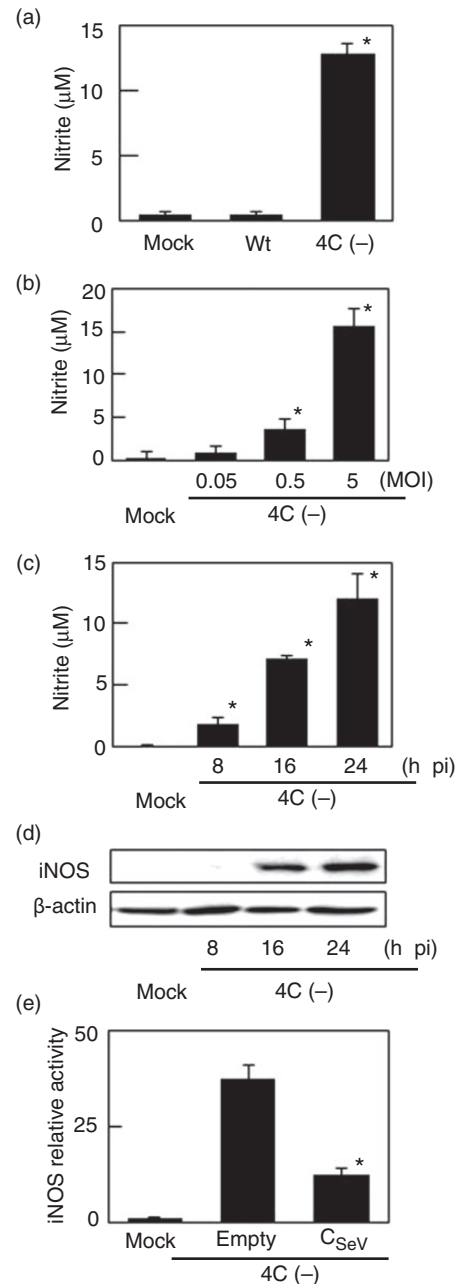 (a)
15
10
5
0
Nitrite (μM)
*
Mock Wt 4C (–)
(b)
20
15
10
5
0
Nitrite (μM)
*
*
0.05 0.5 5 (MOI)
Mock 4C (–)
(c)
15
10
5
0
Nitrite (μM)
*
*
*
8 16 24 (h pi)
Mock 4C (–)
(d)
iNOS
β-actin
8 16 24 (h pi)
Mock 4C (–)
(e)
50
25
0
iNOS relative activity
*
Mock Empty CSeV
4C (–)